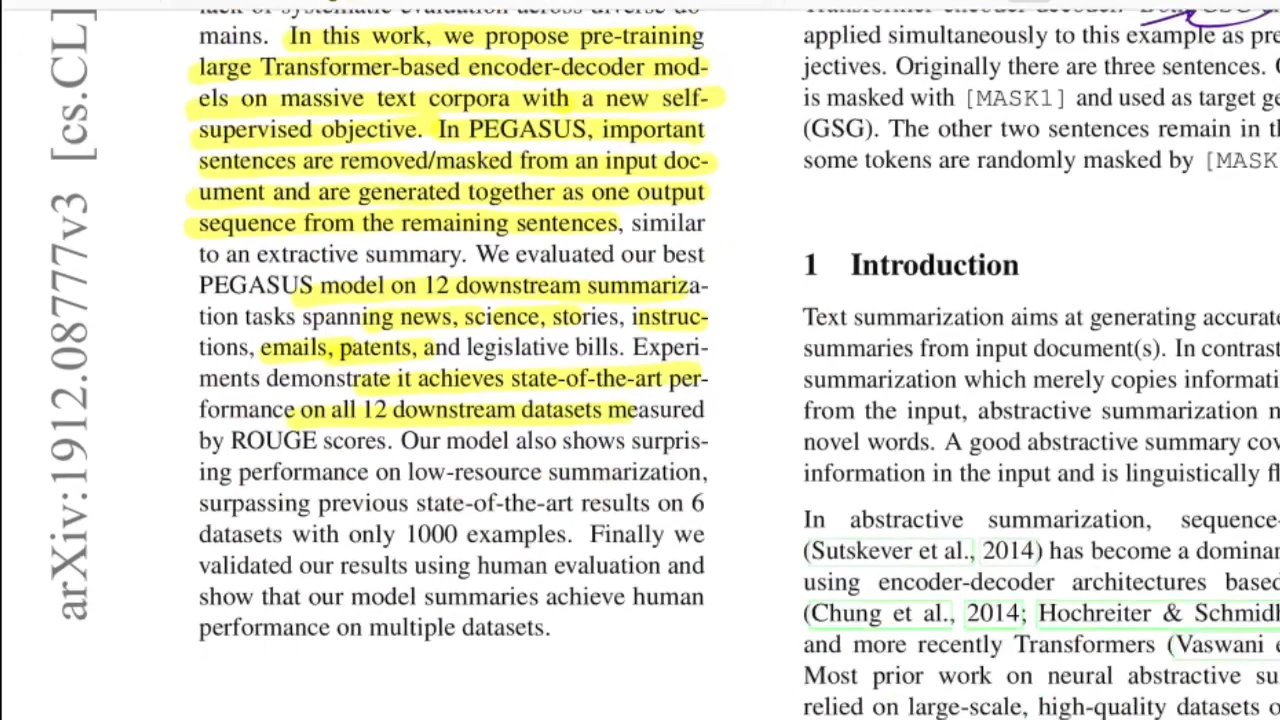 arXiv:1912.08777v3 [cs.CL]
mains. In this work, we propose pre-training
large Transformer-based encoder-decoder mod-
els on massive text corpora with a new self-
supervised objective. In PEGASUS, important
sentences are removed/masked from an input doc-
ument and are generated together as one output
sequence from the remaining sentences, similar
to an extractive summary. We evaluated our best
PEGASUS model on 12 downstream summariza-
tion tasks spanning news, science, stories, instruc-
tions, emails, patents, and legislative bills. Experi-
ments demonstrate it achieves state-of-the-art per-
formance on all 12 downstream datasets measured
by ROUGE scores. Our model also shows surpris-
ing performance on low-resource summarization,
surpassing previous state-of-the-art results on 6
datasets with only 1000 examples. Finally we
validated our results using human evaluation and
show that our model summaries achieve human
performance on multiple datasets.
applied simultaneously to this example as pre
jectives. Originally there are three sentences.
is masked with [MASK1] and used as target ge
(GSG). The other two sentences remain in th
some tokens are randomly masked by [MASK
1 Introduction
Text summarization aims at generating accurate
summaries from input document(s). In contrast
summarization which merely copies informati
from the input, abstractive summarization
novel words. A good abstractive summary cov
information in the input and is linguistically fl
In abstractive summarization, sequence-
(Sutskever et al., 2014) has become a dominan
using encoder-decoder architectures based
(Chung et al., 2014; Hochreiter & Schmidh
and more recently Transformers (Vaswani e
Most prior work on neural abstractive su
relied on large-scale, high-quality datasets o